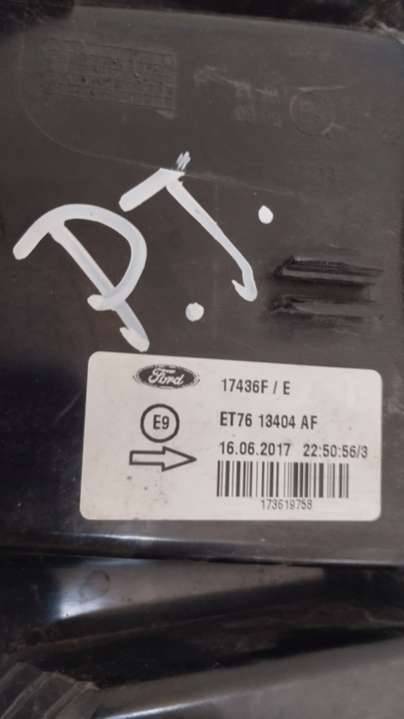 P.T.
Ford
17436F / E
E9
ET76 13404 AF
16.06.2017 22:50:56/3
173619758